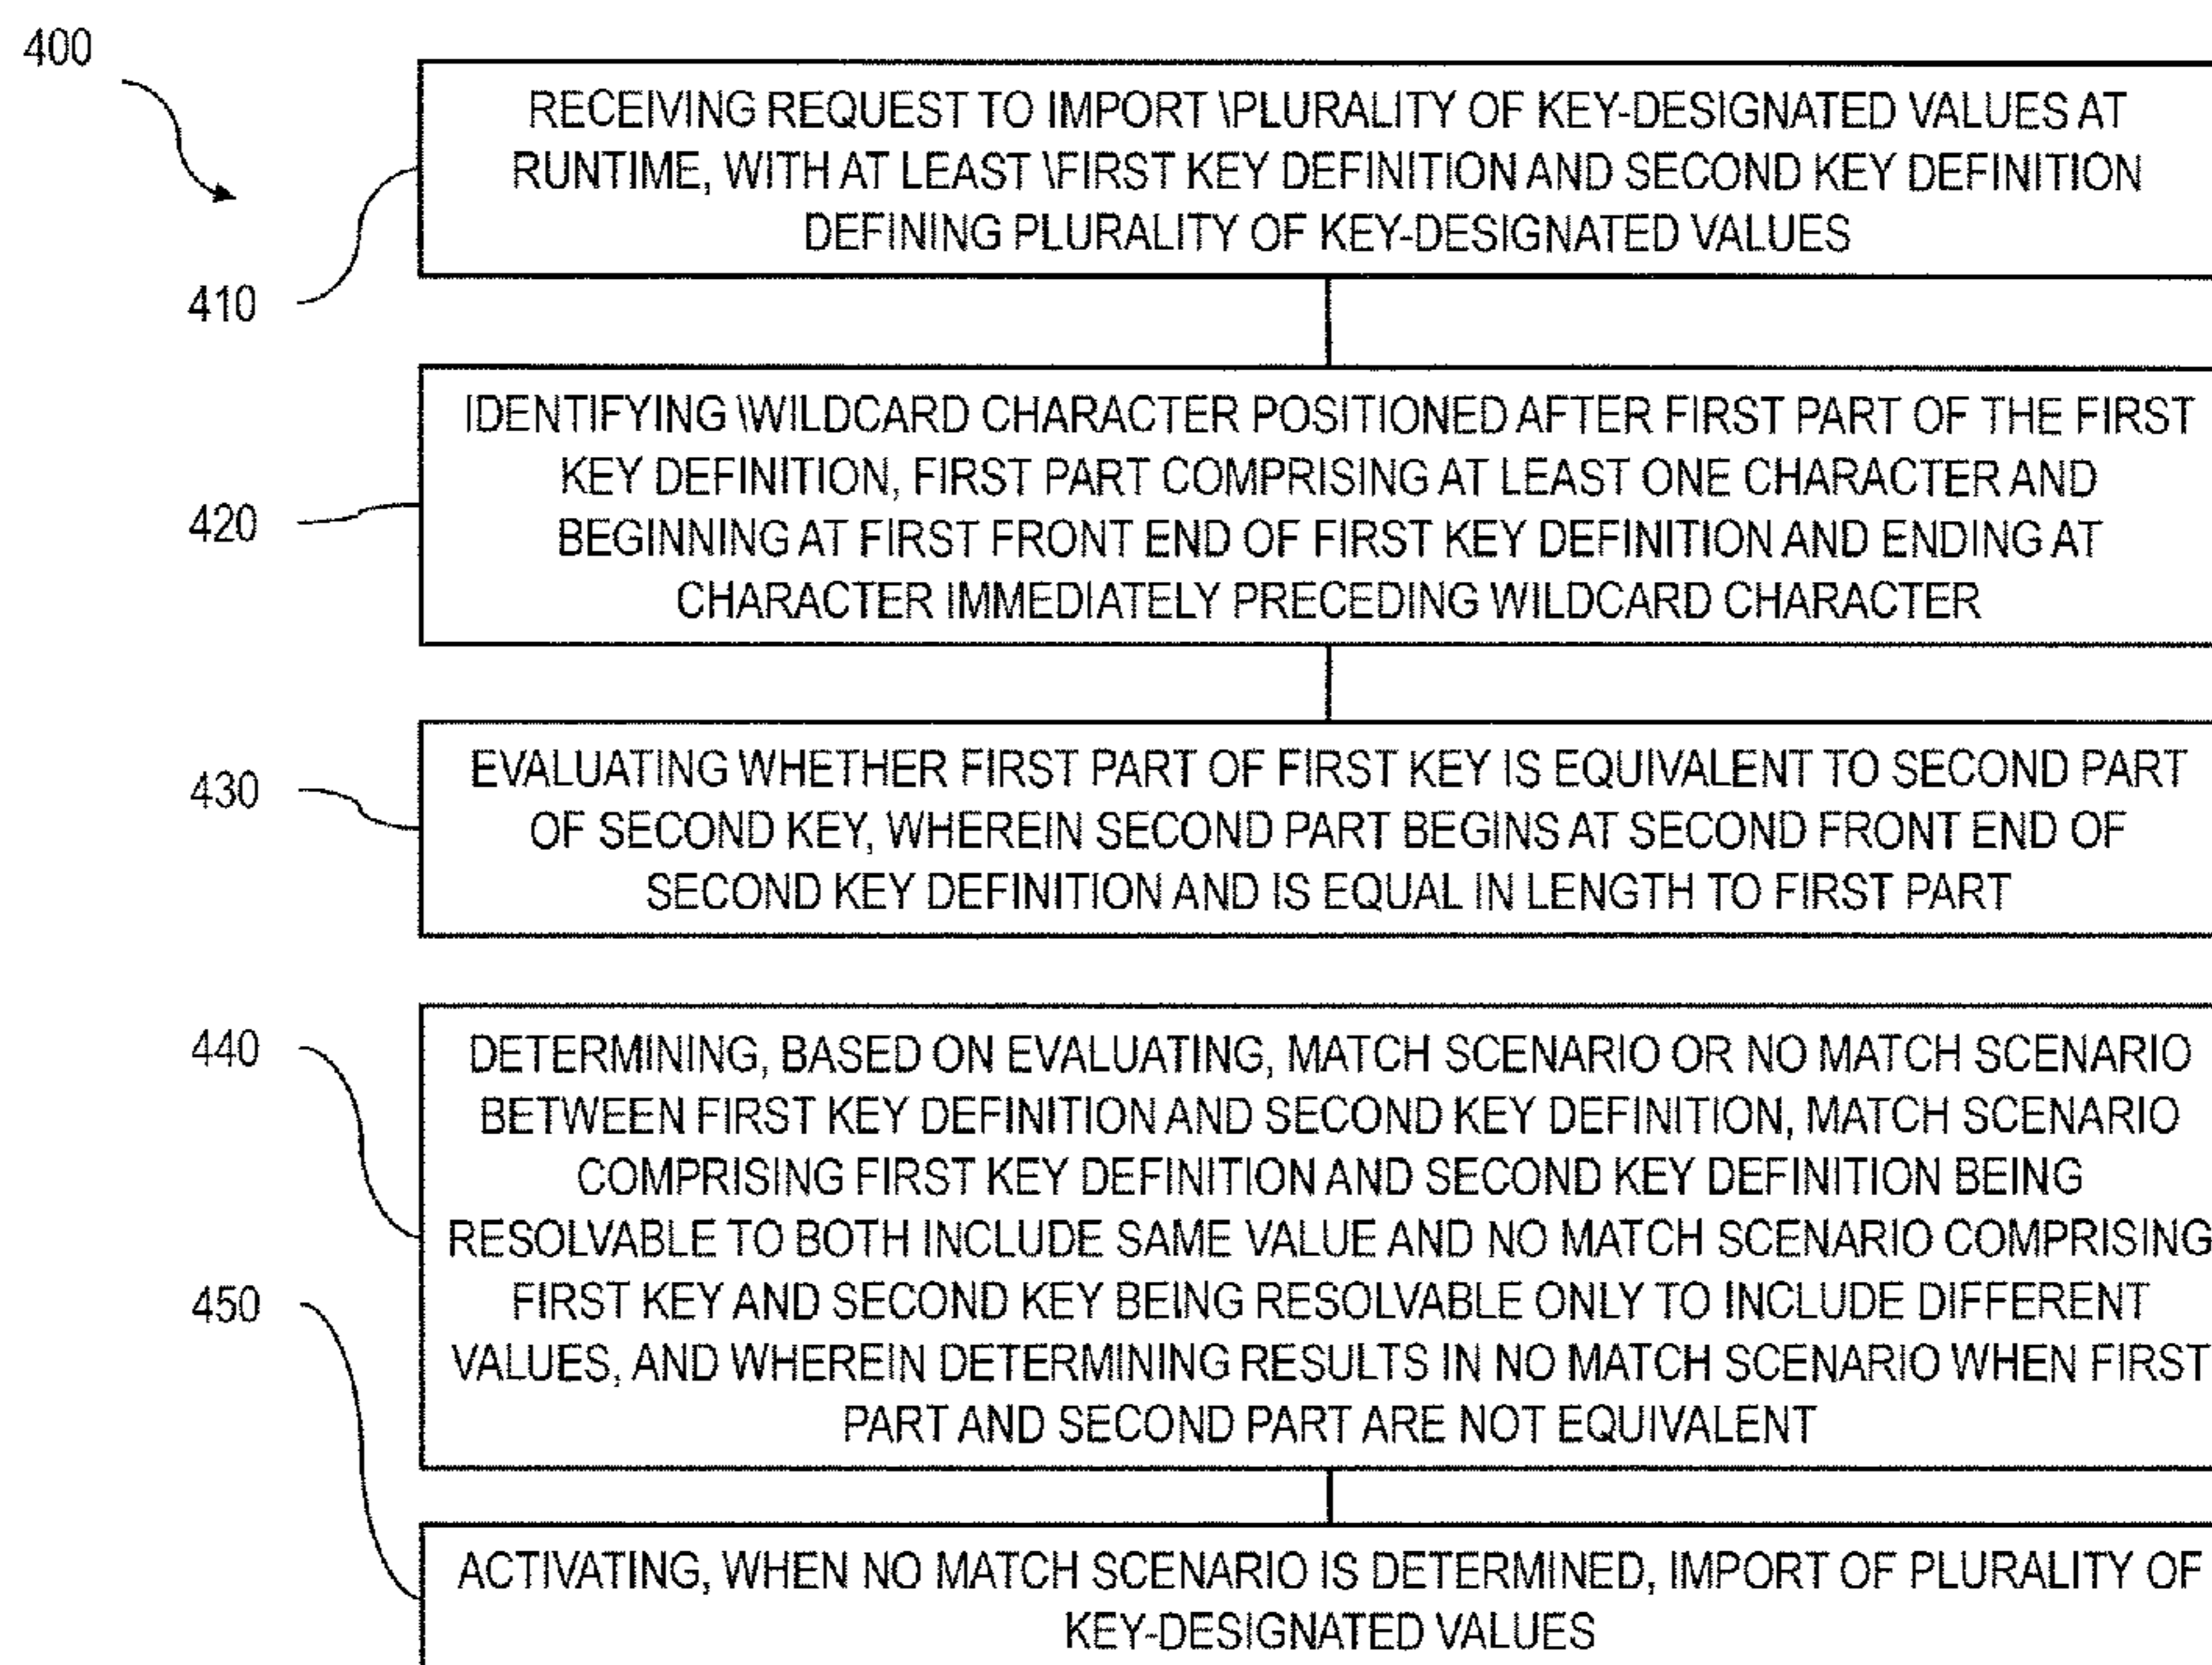 400
RECEIVING REQUEST TO IMPORT \PLURALITY OF KEY-DESIGNATED VALUES AT
RUNTIME, WITH AT LEAST \FIRST KEY DEFINITION AND SECOND KEY DEFINITION
DEFINING PLURALITY OF KEY-DESIGNATED VALUES
410
IDENTIFYING \WILDCARD CHARACTER POSITIONED AFTER FIRST PART OF THE FIRST
KEY DEFINITION, FIRST PART COMPRISING AT LEAST ONE CHARACTER AND
BEGINNING AT FIRST FRONT END OF FIRST KEY DEFINITION AND ENDING AT
CHARACTER IMMEDIATELY PRECEDING WILDCARD CHARACTER
420
EVALUATING WHETHER FIRST PART OF FIRST KEY IS EQUIVALENT TO SECOND PART
OF SECOND KEY, WHEREIN SECOND PART BEGINS AT SECOND FRONT END OF
SECOND KEY DEFINITION AND IS EQUAL IN LENGTH TO FIRST PART
430
DETERMINING, BASED ON EVALUATING, MATCH SCENARIO OR NO MATCH SCENARIO
BETWEEN FIRST KEY DEFINITION AND SECOND KEY DEFINITION, MATCH SCENARIO
COMPRISING FIRST KEY DEFINITION AND SECOND KEY DEFINITION BEING
RESOLVABLE TO BOTH INCLUDE SAME VALUE AND NO MATCH SCENARIO COMPRISING
FIRST KEY AND SECOND KEY BEING RESOLVABLE ONLY TO INCLUDE DIFFERENT
VALUES, AND WHEREIN DETERMINING RESULTS IN NO MATCH SCENARIO WHEN FIRST
PART AND SECOND PART ARE NOT EQUIVALENT
440
450
ACTIVATING, WHEN NO MATCH SCENARIO IS DETERMINED, IMPORT OF PLURALITY OF
KEY-DESIGNATED VALUES